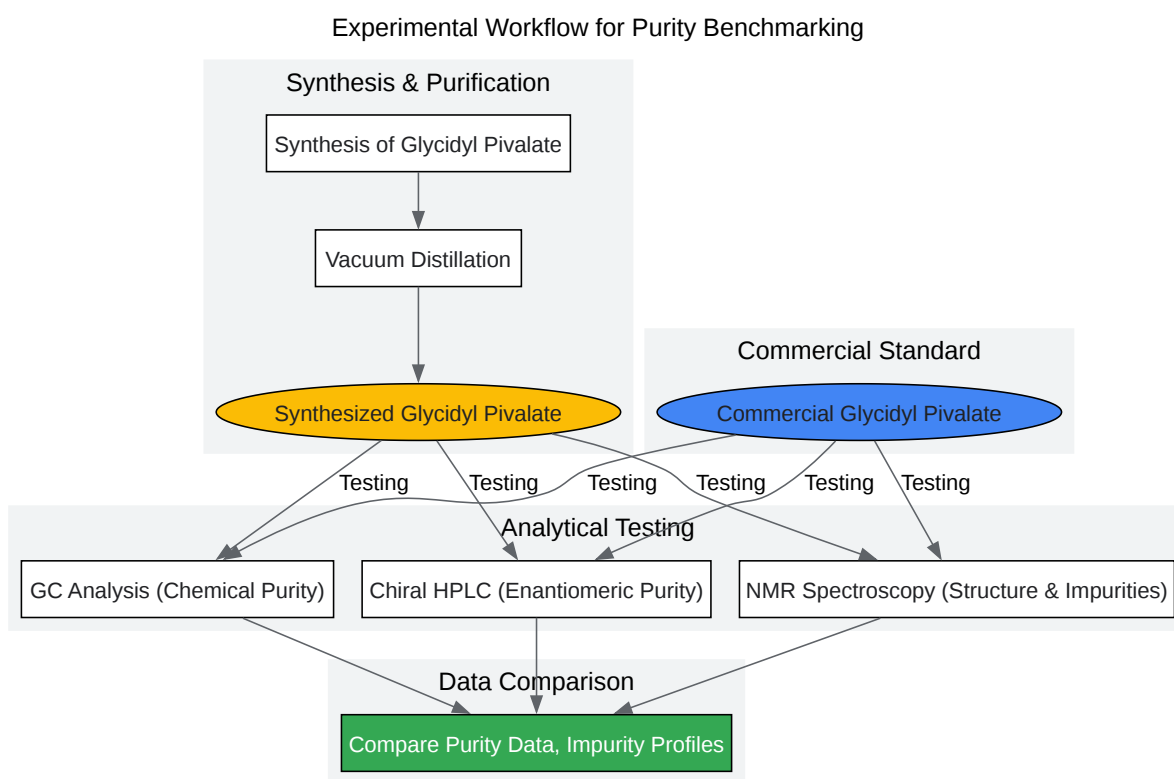 Experimental Workflow for Purity Benchmarking
Synthesis & Purification
Synthesis of Glycidyl Pivalate
Vacuum Distillation
Commercial Standard
Synthesized Glycidyl Pivalate
Commercial Glycidyl Pivalate
Testing
Testing
Testing
Testing
Testing
Testing
Analytical Testing
GC Analysis (Chemical Purity)
Chiral HPLC (Enantiomeric Purity)
NMR Spectroscopy (Structure & Impurities)
Data Comparison
Compare Purity Data, Impurity Profiles